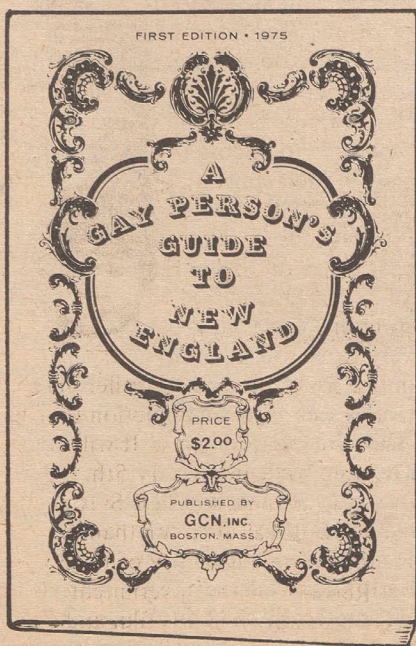 FIRST EDITION • 1975
A
GAY PERSON'S
GUIDE
TO
NEW
ENGLAND
PRICE
$2.00
PUBLISHED BY
GCN, INC.
BOSTON, MASS.